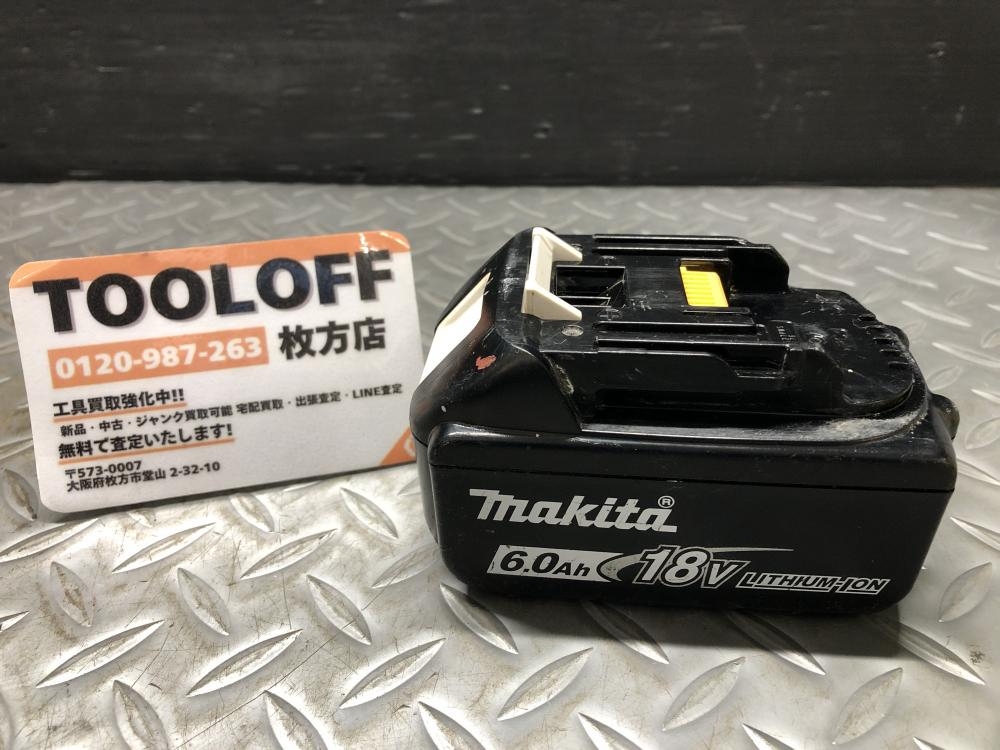 TOOLOFF
0120-987-263 枚方店
工具買取強化中!!
新品・中古・ジャンク買取可能 宅配買取・出張査定・LINE査定
無料で査定いたします!
〒573-0007
大阪府枚方市堂山 2-32-10
makita®
6.0Ah 18V LITHIUM-ION